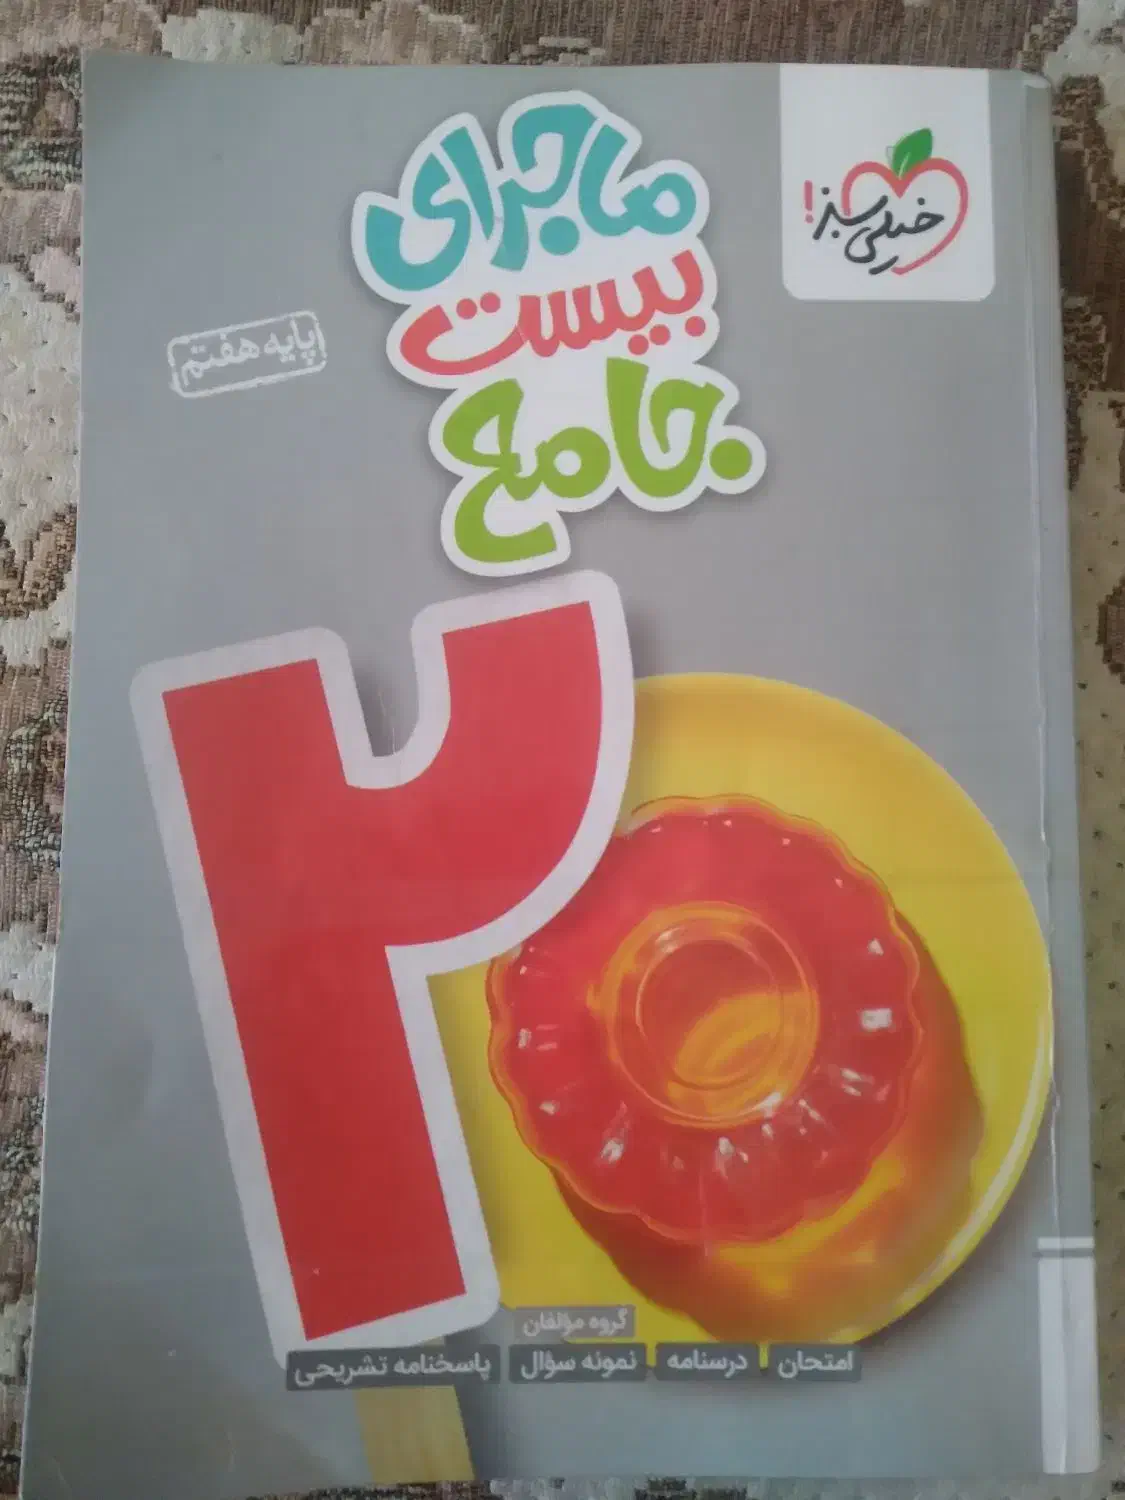 ماجرای
بیست
جامع
خیلی سبز!
پایه هفتم
۲۰
گروه مؤلفان
امتحان درسنامه نمونه سؤال پاسخنامه تشریحی